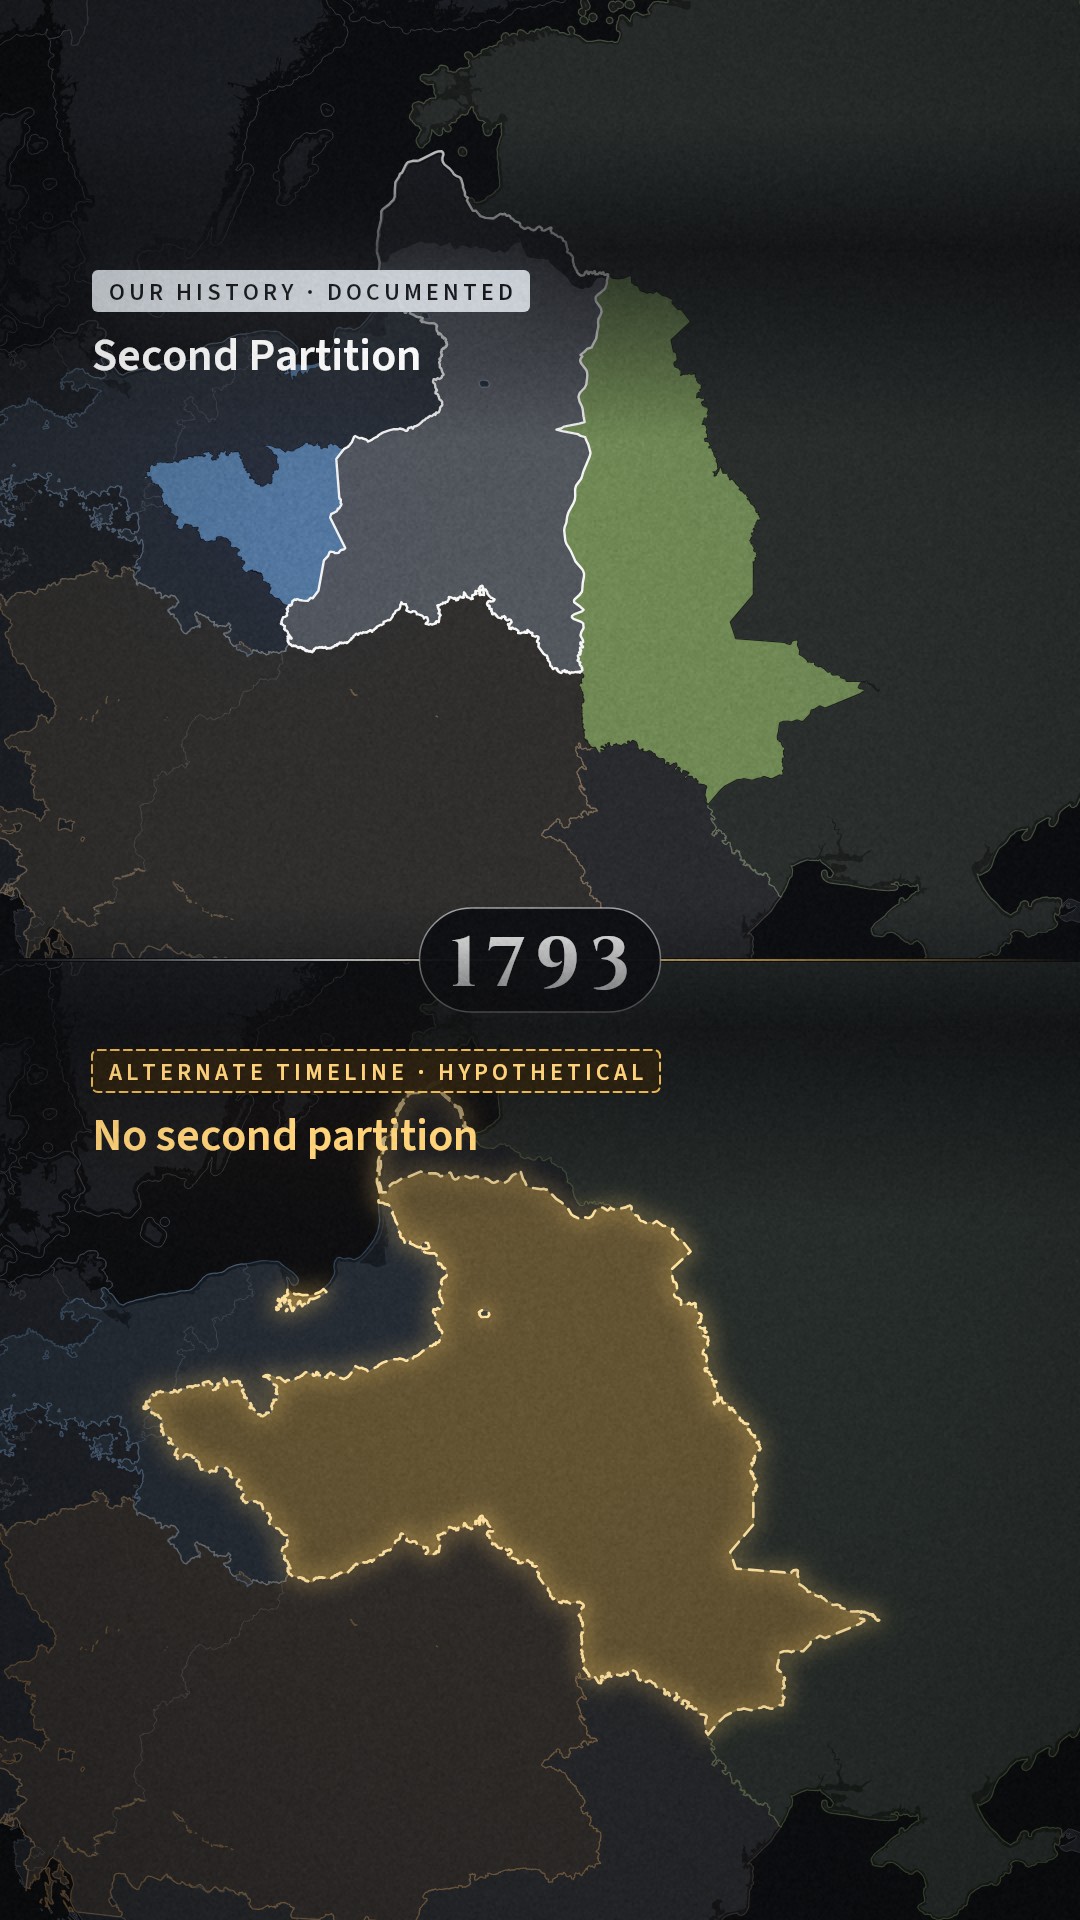 OUR HISTORY · DOCUMENTED
Second Partition
1793
ALTERNATE TIMELINE · HYPOTHETICAL
No second partition